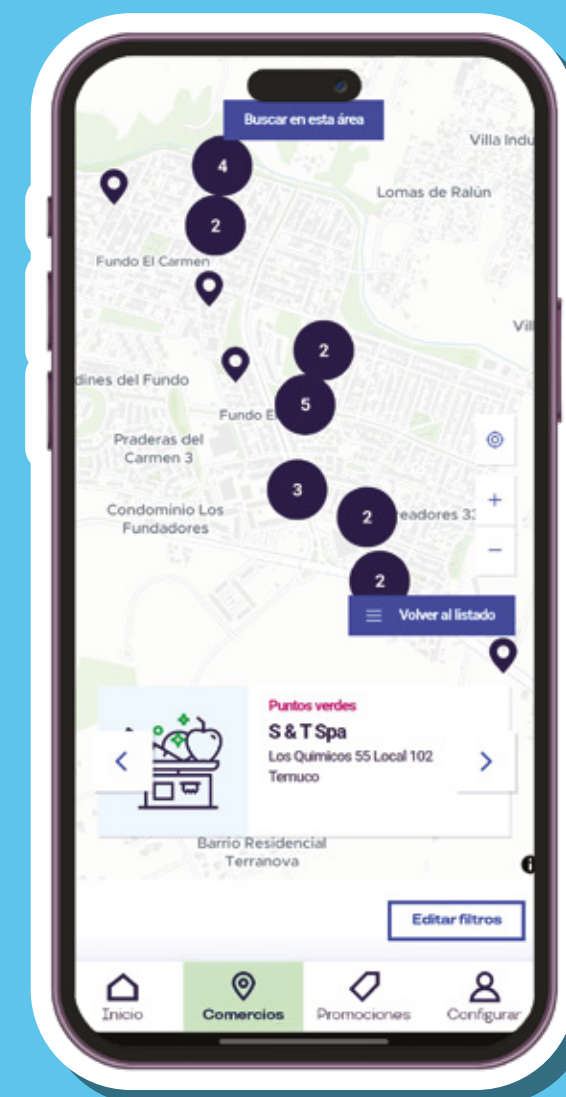 Buscar en esta área
Villa Indu
4
Lomas de Ralún
2
Fundo El Carmen
Vil
2
dines del Fundo
5
Fundo E
Praderas del
Carmen 3
3
Condominio Los
Fundadores
2
eadores 33
+
−
2
Volver al listado
Puntos verdes
S & T Spa
Los Quimicos 55 Local 102
Temuco
Barrio Residencial
Terranova
Editar filtros
Inicio
Comercios
Promociones
Configurar